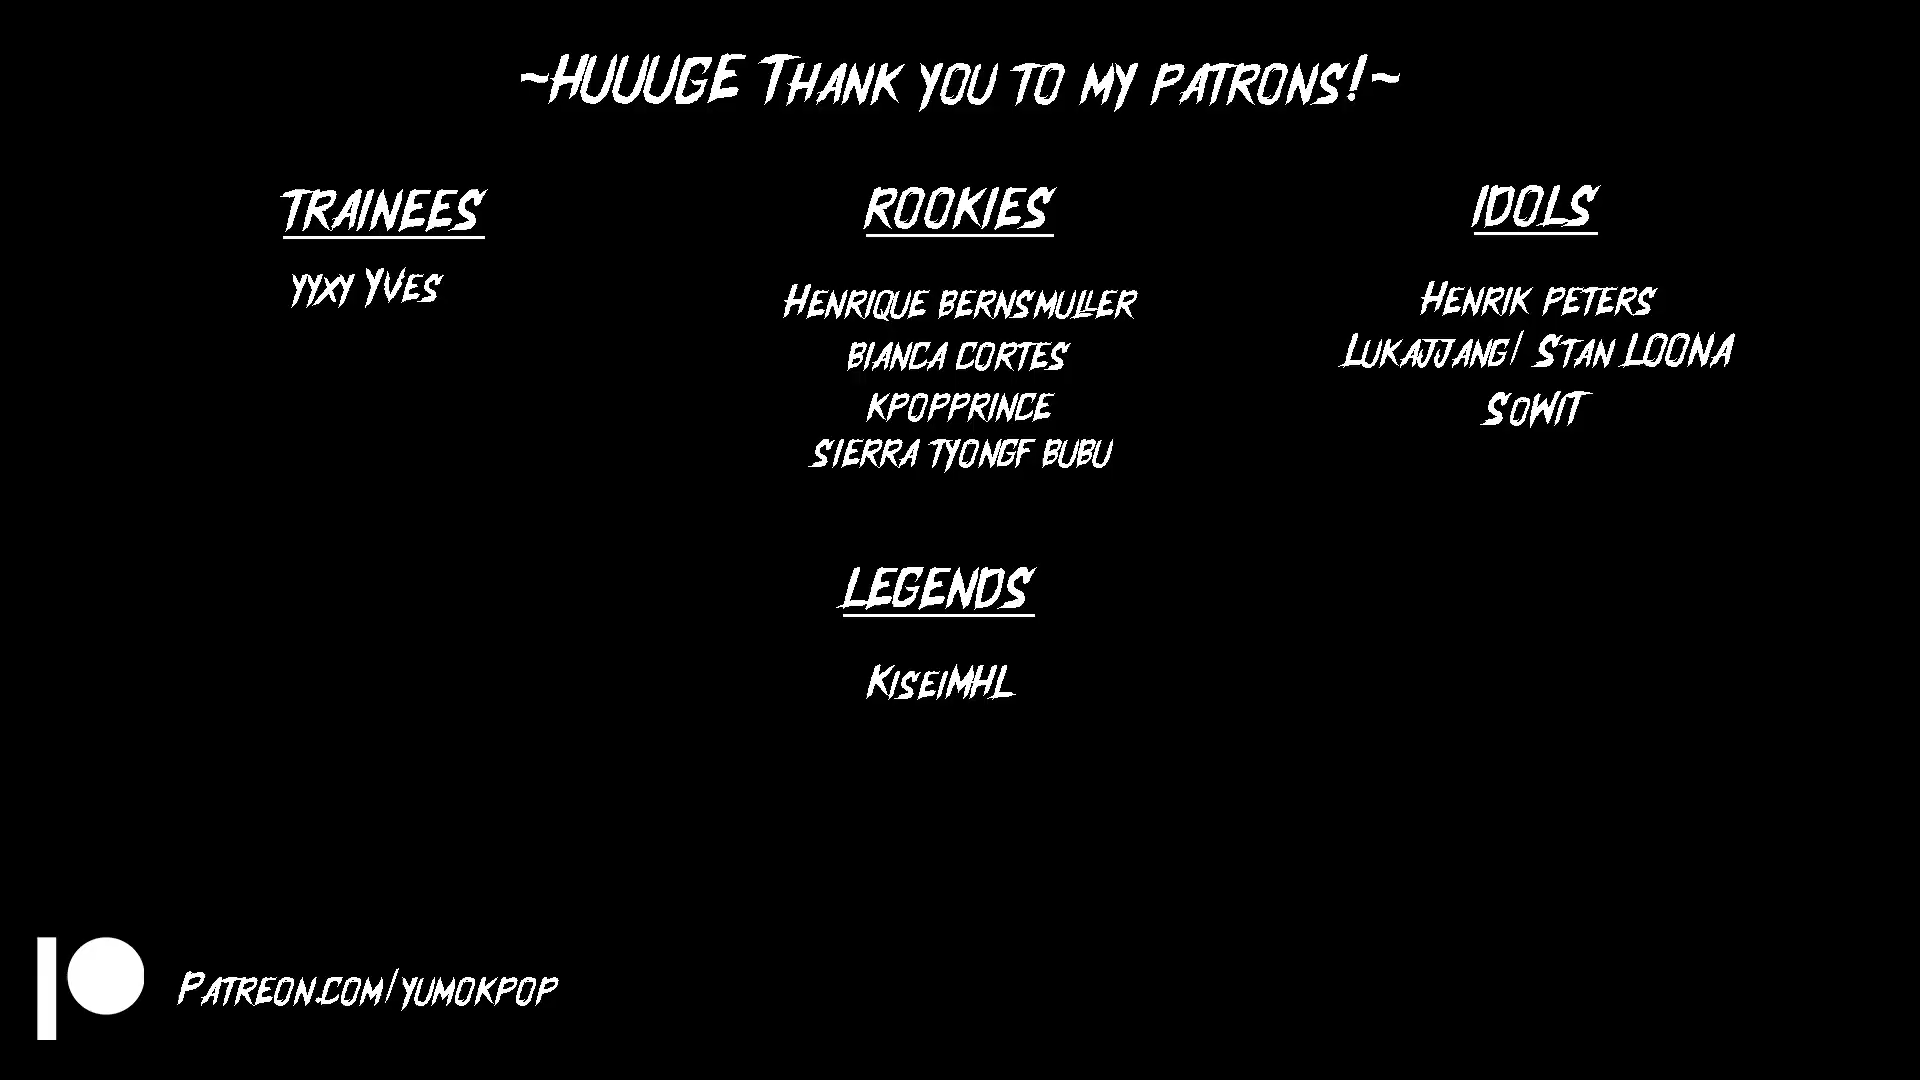 ~HUUUGE Thank you to my patrons!~
TRAINEES
yyxy Yves
ROOKIES
Henrique bernsmuller
bianca cortes
kpopprince
sierra tyongf bubu
IDOLS
Henrik peters
Lukajjang/ Stan LOONA
SoWIT
LEGENDS
KiseiMHL
Patreon.com/yumokpop